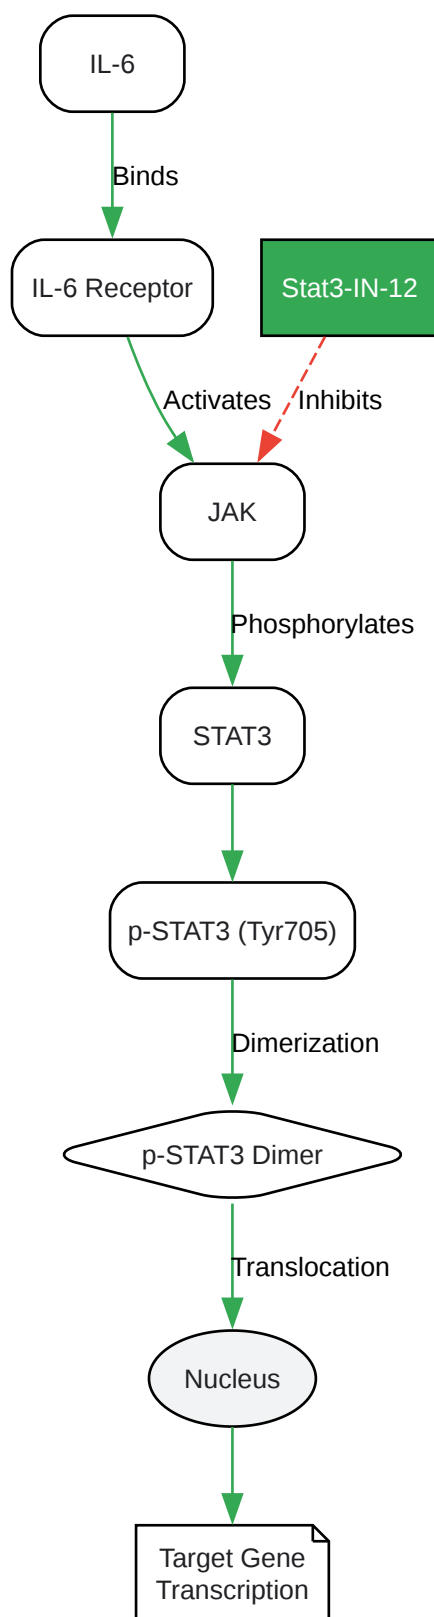 IL-6
Binds
IL-6 Receptor
Stat3-IN-12
Activates
Inhibits
JAK
Phosphorylates
STAT3
p-STAT3 (Tyr705)
Dimerization
p-STAT3 Dimer
Translocation
Nucleus
Target Gene
Transcription